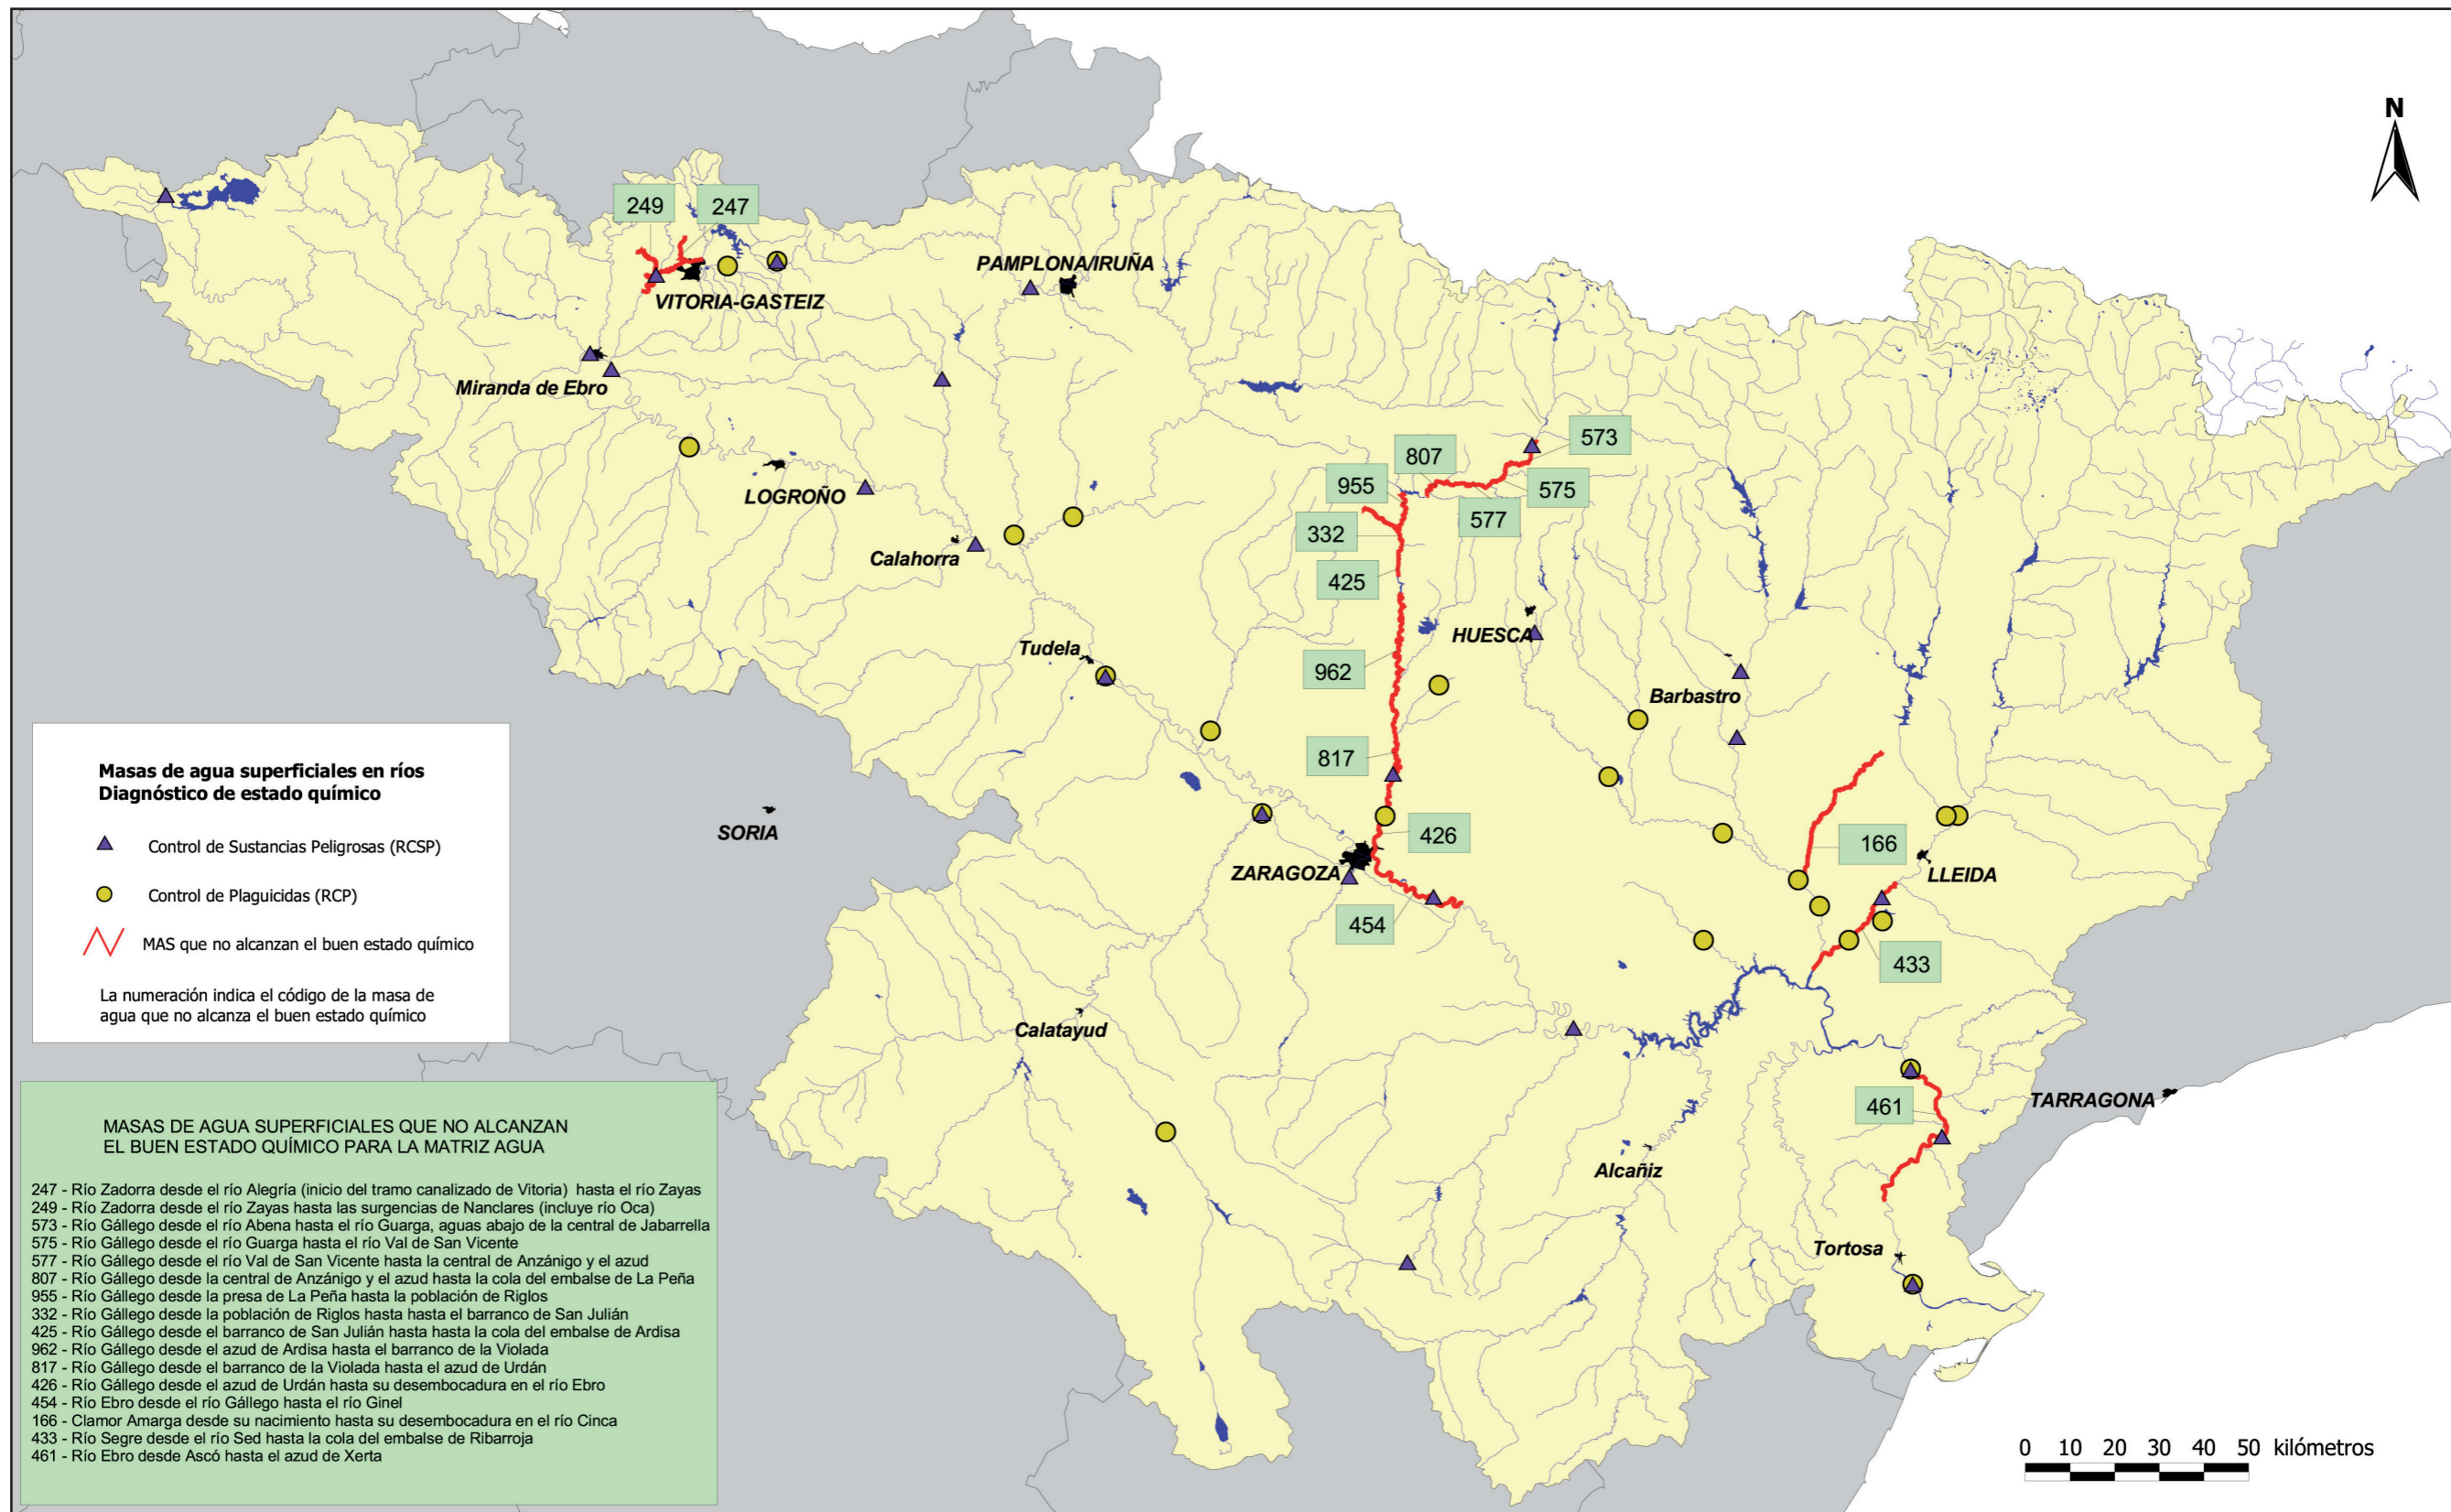 N
249
247
PAMPLONA/IRUÑA
VITORIA-GASTEIZ
Miranda de Ebro
573
807
955
575
LOGROÑO
577
332
Calahorra
425
HUESCA
Tudela
962
Barbastro
817
SORIA
426
166
ZARAGOZA
LLEIDA
454
433
Calatayud
461
TARRAGONA
Alcañiz
Tortosa
Masas de agua superficiales en ríos
Diagnóstico de estado químico
Control de Sustancias Peligrosas (RCSP)
Control de Plaguicidas (RCP)
MAS que no alcanzan el buen estado químico
La numeración indica el código de la masa de
agua que no alcanza el buen estado químico
MASAS DE AGUA SUPERFICIALES QUE NO ALCANZAN
EL BUEN ESTADO QUÍMICO PARA LA MATRIZ AGUA
247 - Río Zadorra desde el río Alegría (inicio del tramo canalizado de Vitoria) hasta el río Zayas
249 - Río Zadorra desde el río Zayas hasta las surgencias de Nanclares (incluye río Oca)
573 - Río Gállego desde el río Abena hasta el río Guarga, aguas abajo de la central de Jabarrella
575 - Río Gállego desde el río Guarga hasta el río Val de San Vicente
577 - Río Gállego desde el río Val de San Vicente hasta la central de Anzánigo y el azud
807 - Río Gállego desde la central de Anzánigo y el azud hasta la cola del embalse de La Peña
955 - Río Gállego desde la presa de La Peña hasta la población de Riglos
332 - Río Gállego desde la población de Riglos hasta hasta el barranco de San Julián
425 - Río Gállego desde el barranco de San Julián hasta hasta la cola del embalse de Ardisa
962 - Río Gállego desde el azud de Ardisa hasta el barranco de la Violada
817 - Río Gállego desde el barranco de la Violada hasta el azud de Urdán
426 - Río Gállego desde el azud de Urdán hasta su desembocadura en el río Ebro
454 - Río Ebro desde el río Gállego hasta el río Ginel
166 - Clamor Amarga desde su nacimiento hasta su desembocadura en el río Cinca
433 - Río Segre desde el río Sed hasta la cola del embalse de Ribarroja
461 - Río Ebro desde Ascó hasta el azud de Xerta
0 10 20 30 40 50 kilómetros